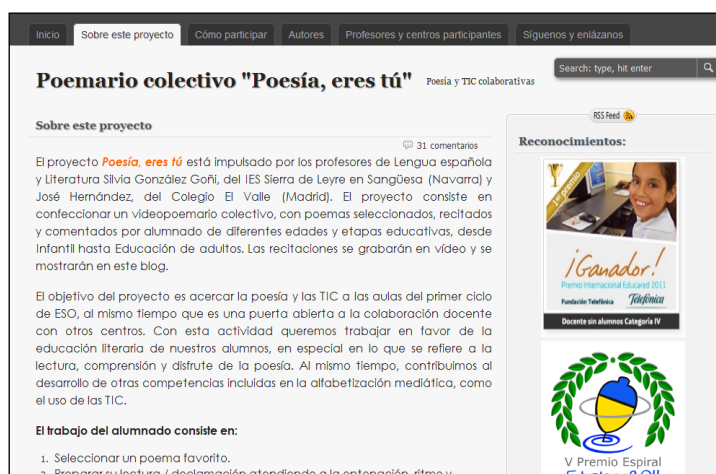 Inicio
Sobre este proyecto
Cómo participar
Autores
Profesores y centros participantes
Síguenos y enlázanos
Poemario colectivo "Poesía, eres tú"
Poesía y TIC colaborativas
Search: type, hit enter
Sobre este proyecto
31 comentarios
El proyecto Poesía, eres tú está impulsado por los profesores de Lengua española
y Literatura Silvia González Goñi, del IES Sierra de Leyre en Sangüesa (Navarra) y
José Hernández, del Colegio El Valle (Madrid). El proyecto consiste en
confeccionar un videopoemario colectivo, con poemas seleccionados, recitados
y comentados por alumnado de diferentes edades y etapas educativas, desde
Infantil hasta Educación de adultos. Las recitaciones se grabarán en vídeo y se
mostrarán en este blog.
El objetivo del proyecto es acercar la poesía y las TIC a las aulas del primer ciclo
de ESO, al mismo tiempo que es una puerta abierta a la colaboración docente
con otros centros. Con esta actividad queremos trabajar en favor de la
educación literaria de nuestros alumnos, en especial en lo que se refiere a la
lectura, comprensión y disfrute de la poesía. Al mismo tiempo, contribuimos al
desarrollo de otras competencias incluidas en la alfabetización mediática, como
el uso de las TIC.
El trabajo del alumnado consiste en:
1. Seleccionar un poema favorito.
2. Preparar su lectura / declamación atendiendo a la entonación, ritmo y
RSS Feed
Reconocimientos:
1er premio
¡Ganador!
Premio Internacional Educared 2011
Fundación Telefónica
Telefónica
Docente sin alumnos Categoría IV
V Premio Espiral